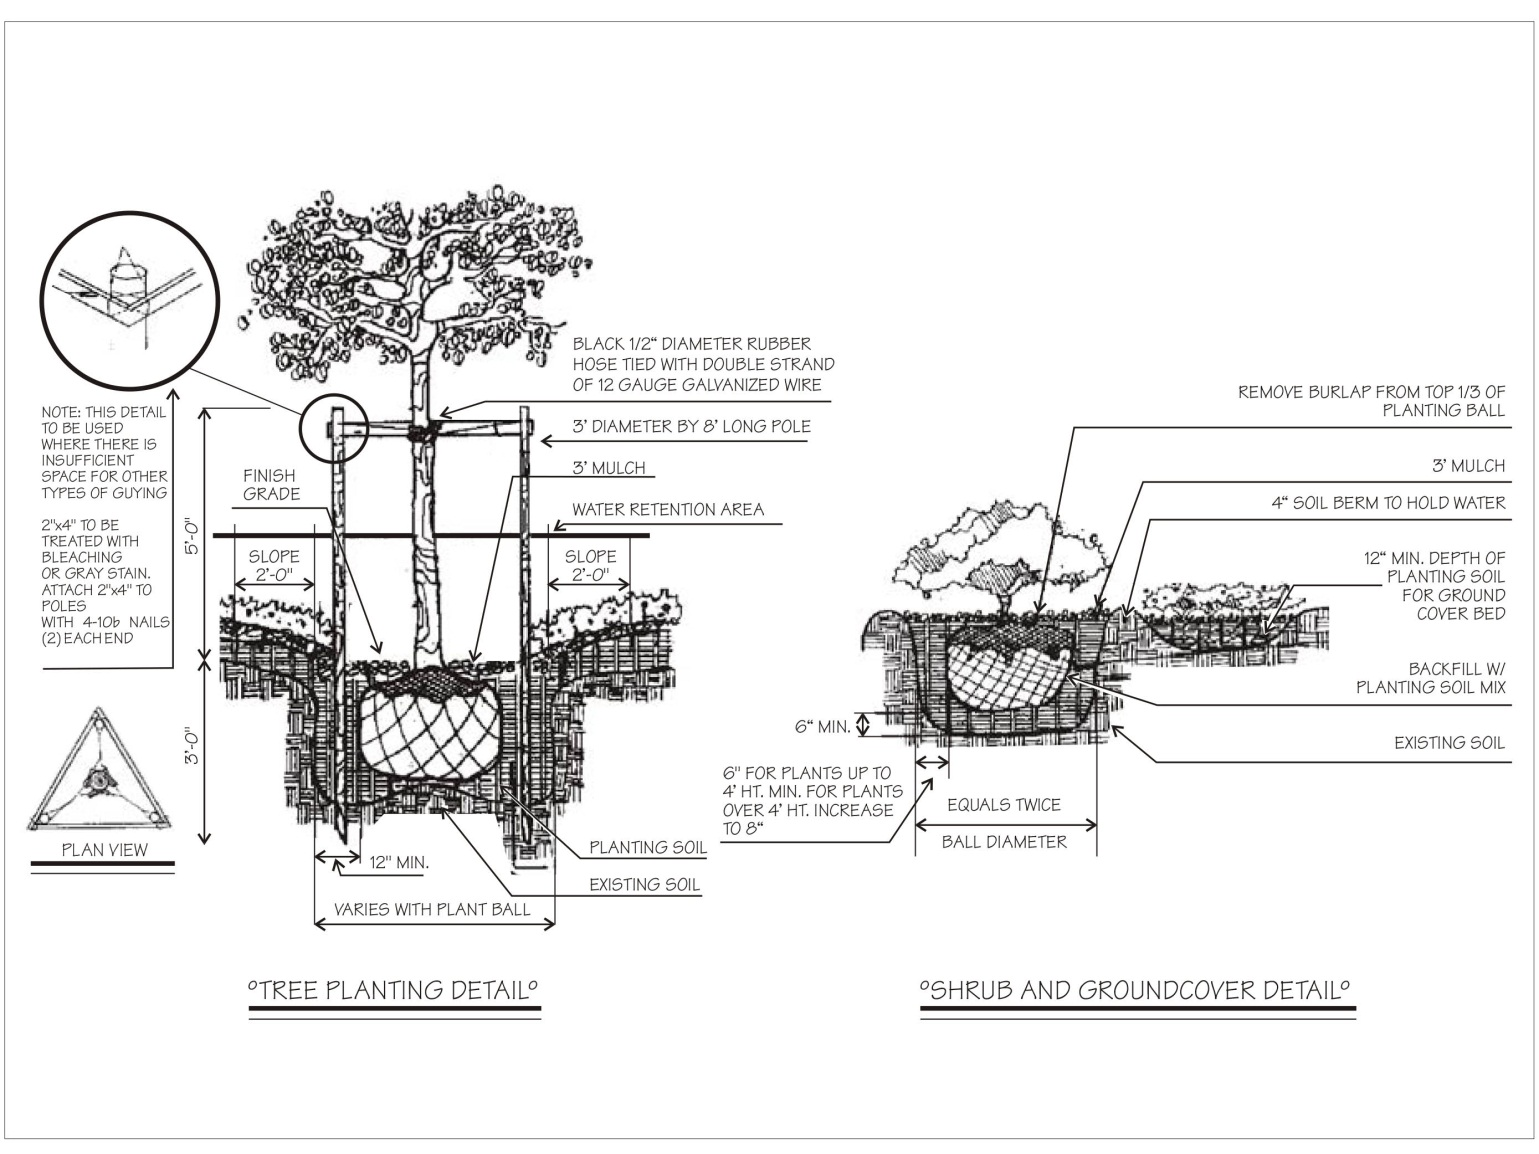 NOTE: THIS DETAIL
TO BE USED
WHERE THERE IS
INSUFFICIENT
SPACE FOR OTHER
TYPES OF GUYING
2"x4" TO BE
TREATED WITH
BLEACHING
OR GRAY STAIN.
ATTACH 2"x4" TO
POLES
WITH 4-10b NAILS
(2) EACH END
PLAN VIEW
5'-0"
3'-0"
FINISH
GRADE
SLOPE
2'-0"
BLACK 1/2“ DIAMETER RUBBER
HOSE TIED WITH DOUBLE STRAND
OF 12 GAUGE GALVANIZED WIRE
3’ DIAMETER BY 8’ LONG POLE
3’ MULCH
WATER RETENTION AREA
SLOPE
2’-0"
12" MIN.
PLANTING SOIL
EXISTING SOIL
VARIES WITH PLANT BALL
°TREE PLANTING DETAIL°
REMOVE BURLAP FROM TOP 1/3 OF
PLANTING BALL
3’ MULCH
4“ SOIL BERM TO HOLD WATER
12“ MIN. DEPTH OF
PLANTING SOIL
FOR GROUND
COVER BED
BACKFILL W/
PLANTING SOIL MIX
EXISTING SOIL
6“ MIN.
6" FOR PLANTS UP TO
4’ HT. MIN. FOR PLANTS
OVER 4’ HT. INCREASE
TO 8“
EQUALS TWICE
BALL DIAMETER
°SHRUB AND GROUNDCOVER DETAIL°